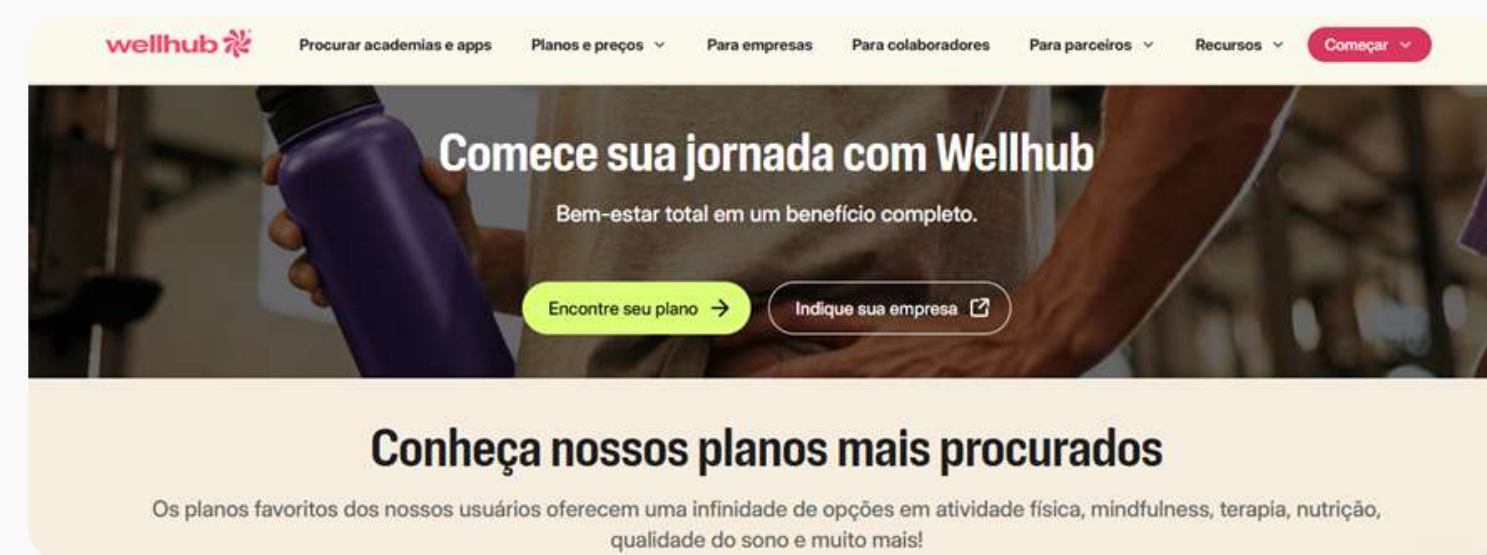 wellhub
Procurar academias e apps
Planos e preços
Para empresas
Para colaboradores
Para parceiros
Recursos
Começar
Comece sua jornada com Wellhub
Bem-estar total em um benefício completo.
Encontre seu plano
Indique sua empresa
Conheça nossos planos mais procurados
Os planos favoritos dos nossos usuários oferecem uma infinidade de opções em atividade física, mindfulness, terapia, nutrição,
qualidade do sono e muito mais!